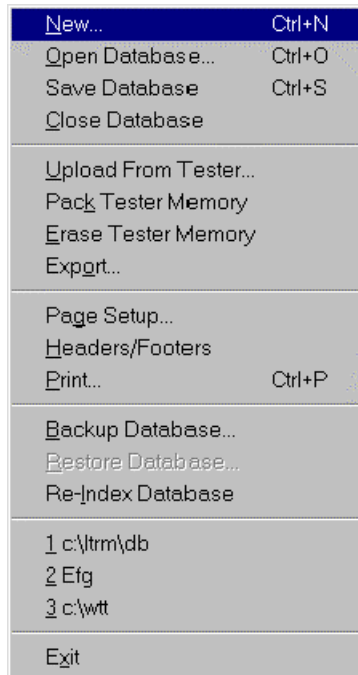 New... Ctrl+N
Open Database... Ctrl+O
Save Database Ctrl+S
Close Database
Upload From Tester...
Pack Tester Memory
Erase Tester Memory
Export...
Page Setup...
Headers/Footers
Print... Ctrl+P
Backup Database...
Restore Database...
Re-Index Database
1 c:\ltrm\db
2 Efg
3 c:\wtt
Exit